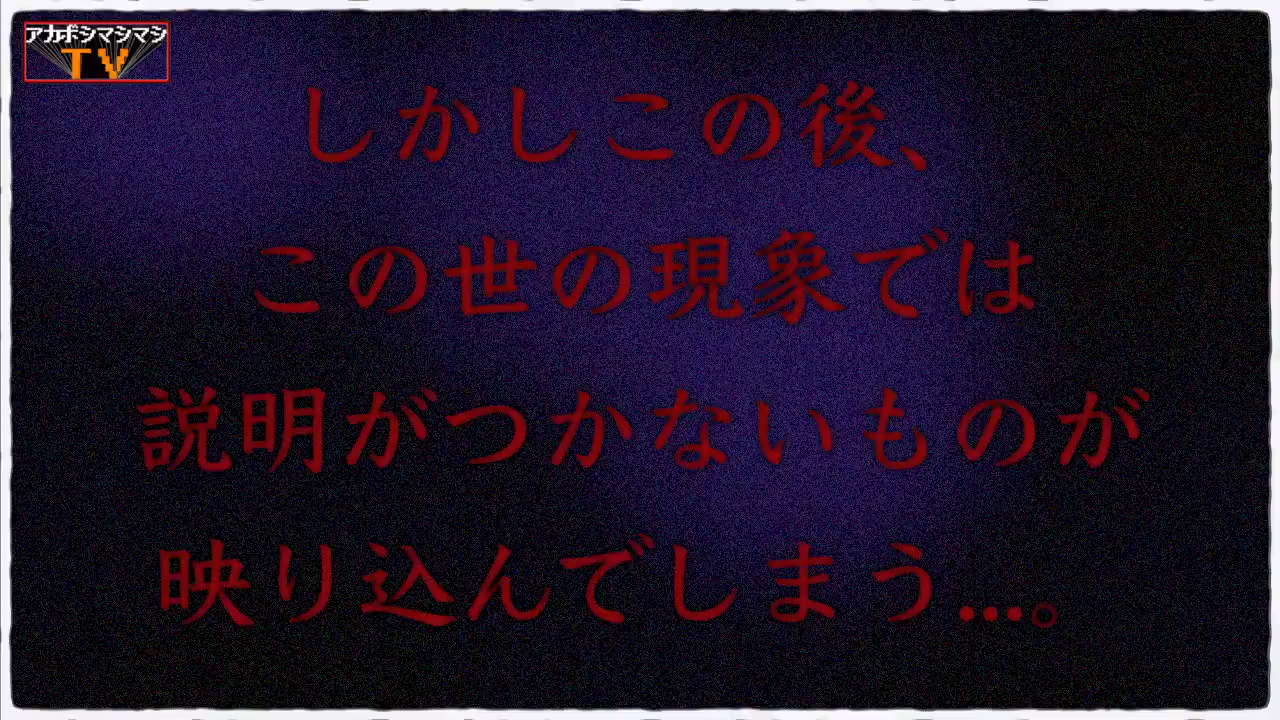 アカボシマシマシ
TV
しかしこの後、
この世の現象では
説明がつかないものが
映り込んでしまう...。